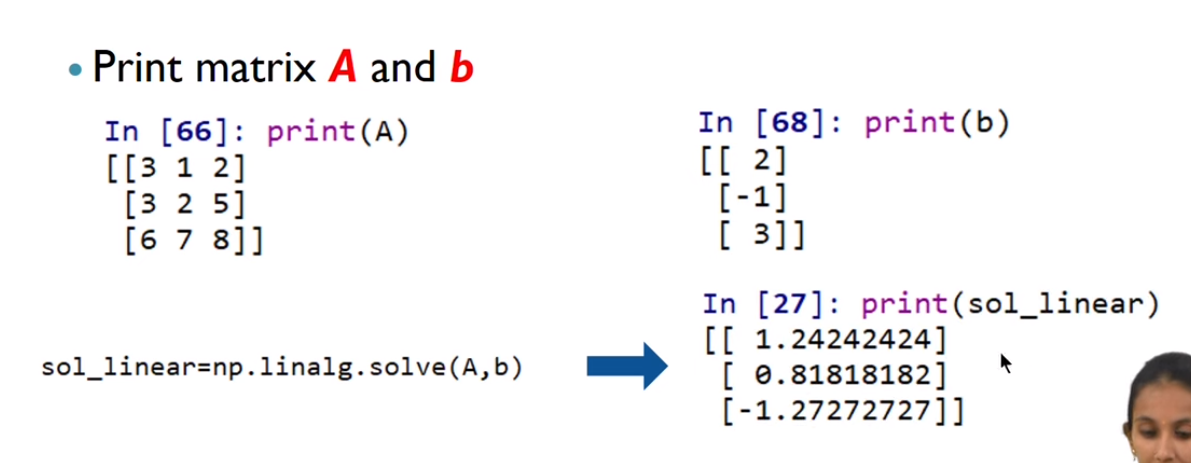 • Print matrix A and b
In [66]: print(A)
[[3 1 2]
[3 2 5]
[6 7 8]]
In [68]: print(b)
[[ 2]
[-1]
[ 3]]
sol_linear=np.linalg.solve(A,b)
In [27]: print(sol_linear)
[[ 1.24242424]
[ 0.81818182]
[-1.27272727]]